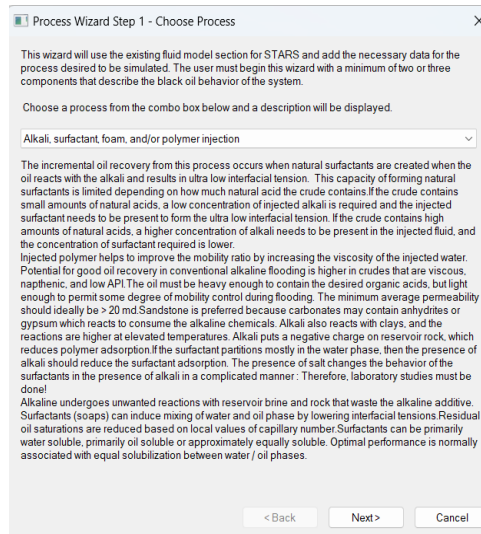 Process Wizard Step 1 - Choose Process
This wizard will use the existing fluid model section for STARS and add the necessary data for the
process desired to be simulated. The user must begin this wizard with a minimum of two or three
components that describe the black oil behavior of the system.
Choose a process from the combo box below and a description will be displayed.
Alkali, surfactant, foam, and/or polymer injection
The incremental oil recovery from this process occurs when natural surfactants are created when the
oil reacts with the alkali and results in ultra low interfacial tension. This capacity of forming natural
surfactants is limited depending on how much natural acid the crude contains.If the crude contains
small amounts of natural acids, a low concentration of injected alkali is required and the injected
surfactant needs to be present to form the ultra low interfacial tension. If the crude contains high
amounts of natural acids, a higher concentration of alkali needs to be present in the injected fluid, and
the concentration of surfactant required is lower.
Injected polymer helps to improve the mobility ratio by increasing the viscosity of the injected water.
Potential for good oil recovery in conventional alkaline flooding is higher in crudes that are viscous,
napthenic, and low API.The oil must be heavy enough to contain the desired organic acids, but light
enough to permit some degree of mobility control during flooding. The minimum average permeability
should ideally be > 20 md.Sandstone is preferred because carbonates may contain anhydrites or
gypsum which reacts to consume the alkaline chemicals. Alkali also reacts with clays, and the
reactions are higher at elevated temperatures. Alkali puts a negative charge on reservoir rock, which
reduces polymer adsorption.If the surfactant partitions mostly in the water phase, then the presence of
alkali should reduce the surfactant adsorption. The presence of salt changes the behavior of the
surfactants in the presence of alkali in a complicated manner : Therefore, laboratory studies must be
done!
Alkaline undergoes unwanted reactions with reservoir brine and rock that waste the alkaline additive.
Surfactants (soaps) can induce mixing of water and oil phase by lowering interfacial tensions.Residual
oil saturations are reduced based on local values of capillary number.Surfactants can be primarily
water soluble, primarily oil soluble or approximately equally soluble. Optimal performance is normally
associated with equal solubilization between water / oil phases.
< Back Next > Cancel